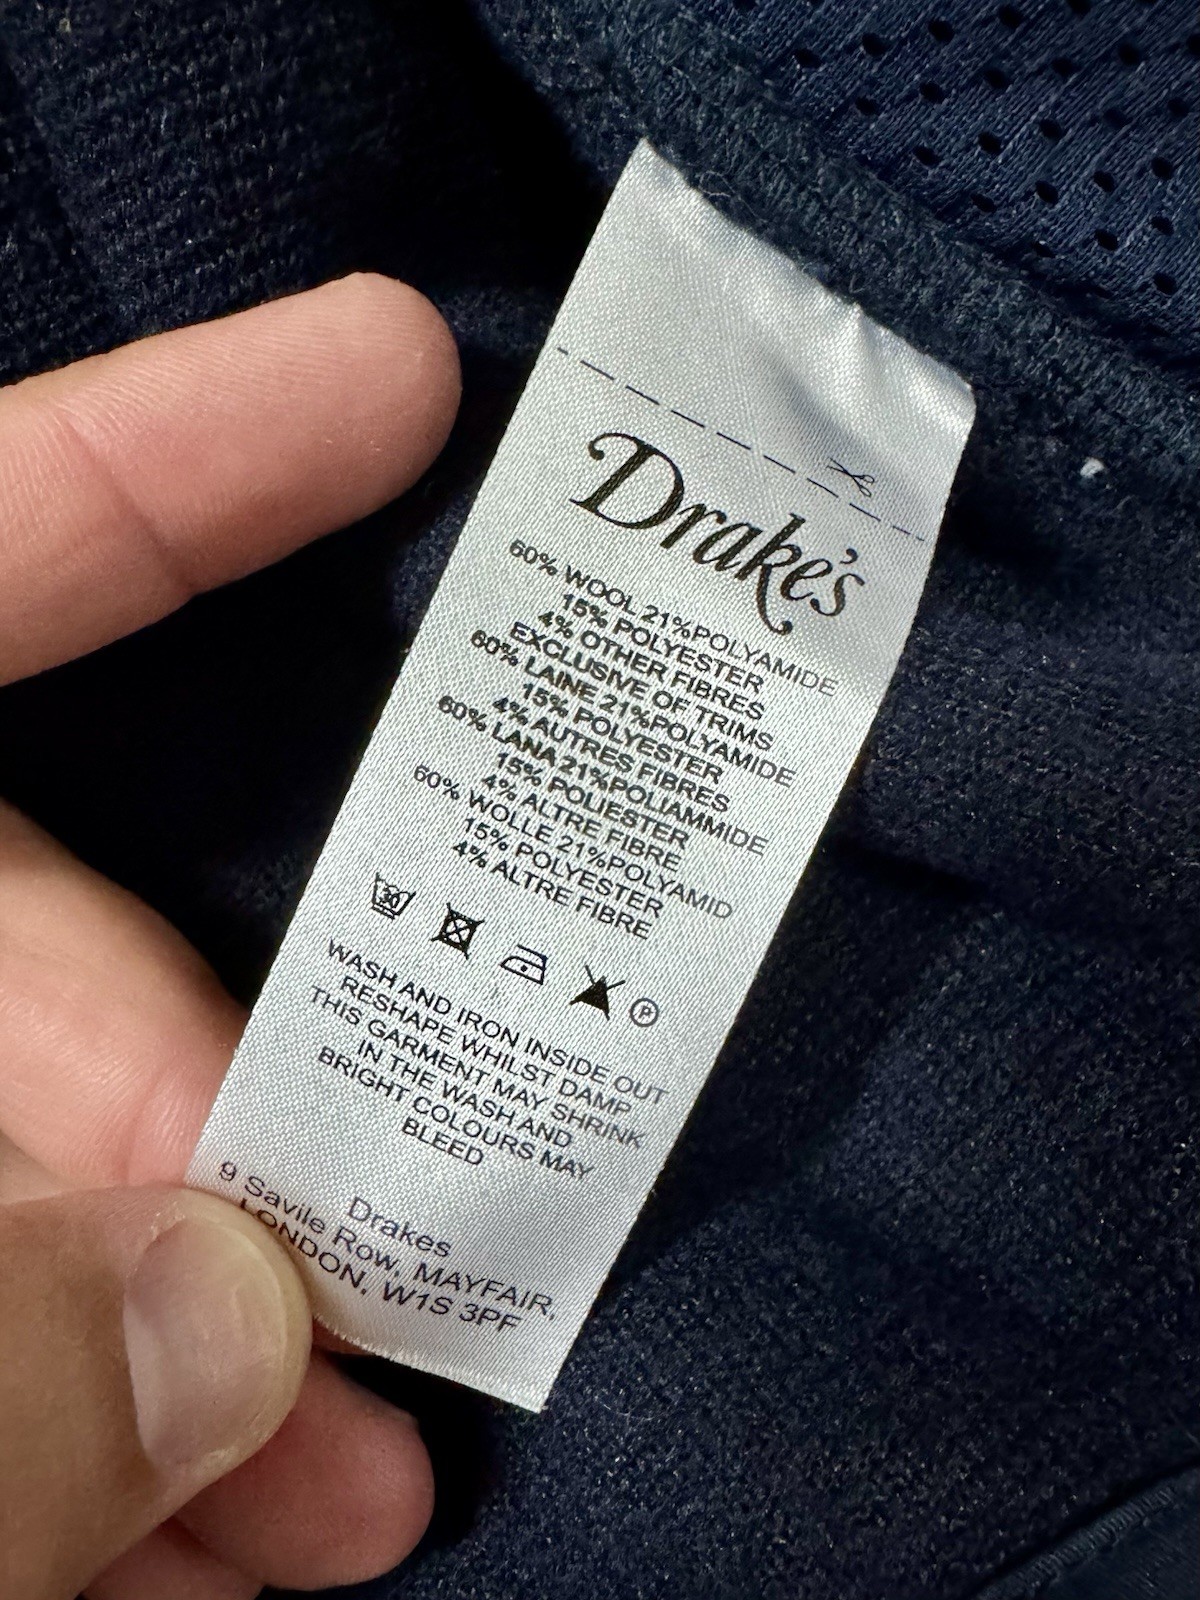 Drake's
60% WOOL 21%POLYAMIDE
15% POLYESTER
4% OTHER FIBRES
EXCLUSIVE OF TRIMS
60% LAINE 21%POLYAMIDE
15% POLYESTER
4% AUTRES FIBRES
60% LANA 21%POLIAMMIDE
15% POLIESTER
4% ALTRE FIBRE
60% WOLLE 21%POLYAMID
15% POLYESTER
4% ALTRE FIBRE
30
P
WASH AND IRON INSIDE OUT
RESHAPE WHILST DAMP
THIS GARMENT MAY SHRINK
IN THE WASH AND
BRIGHT COLOURS MAY
BLEED
Drakes
9 Savile Row, MAYFAIR,
LONDON, W1S 3PF